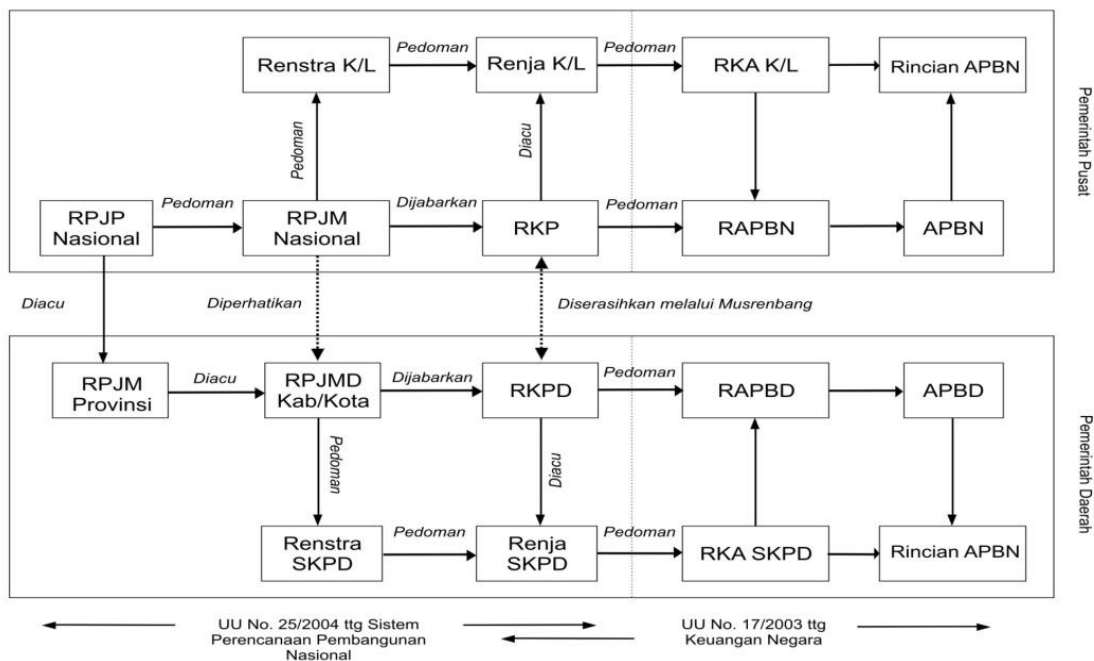 Pedoman
Pedoman
Renstra K/L
Renja K/L
RKA K/L
Rincian APBN
Pedoman
Diacu
Pemerintah Pusat
Pedoman
Dijabarkan
Pedoman
RPJP
Nasional
RPJM
Nasional
RKP
RAPBN
APBN
Diacu
Diperhatikan
Diserasihkan melalui Musrenbang
RPJM
Provinsi
Diacu
RPJMD
Kab/Kota
Dijabarkan
RKPD
Pedoman
RAPBD
APBD
Pedoman
Diacu
Pemerintah Daerah
Renstra
SKPD
Pedoman
Renja
SKPD
Pedoman
RKA SKPD
Rincian APBN
UU No. 25/2004 ttg Sistem
Perencanaan Pembangunan
Nasional
UU No. 17/2003 ttg
Keuangan Negara